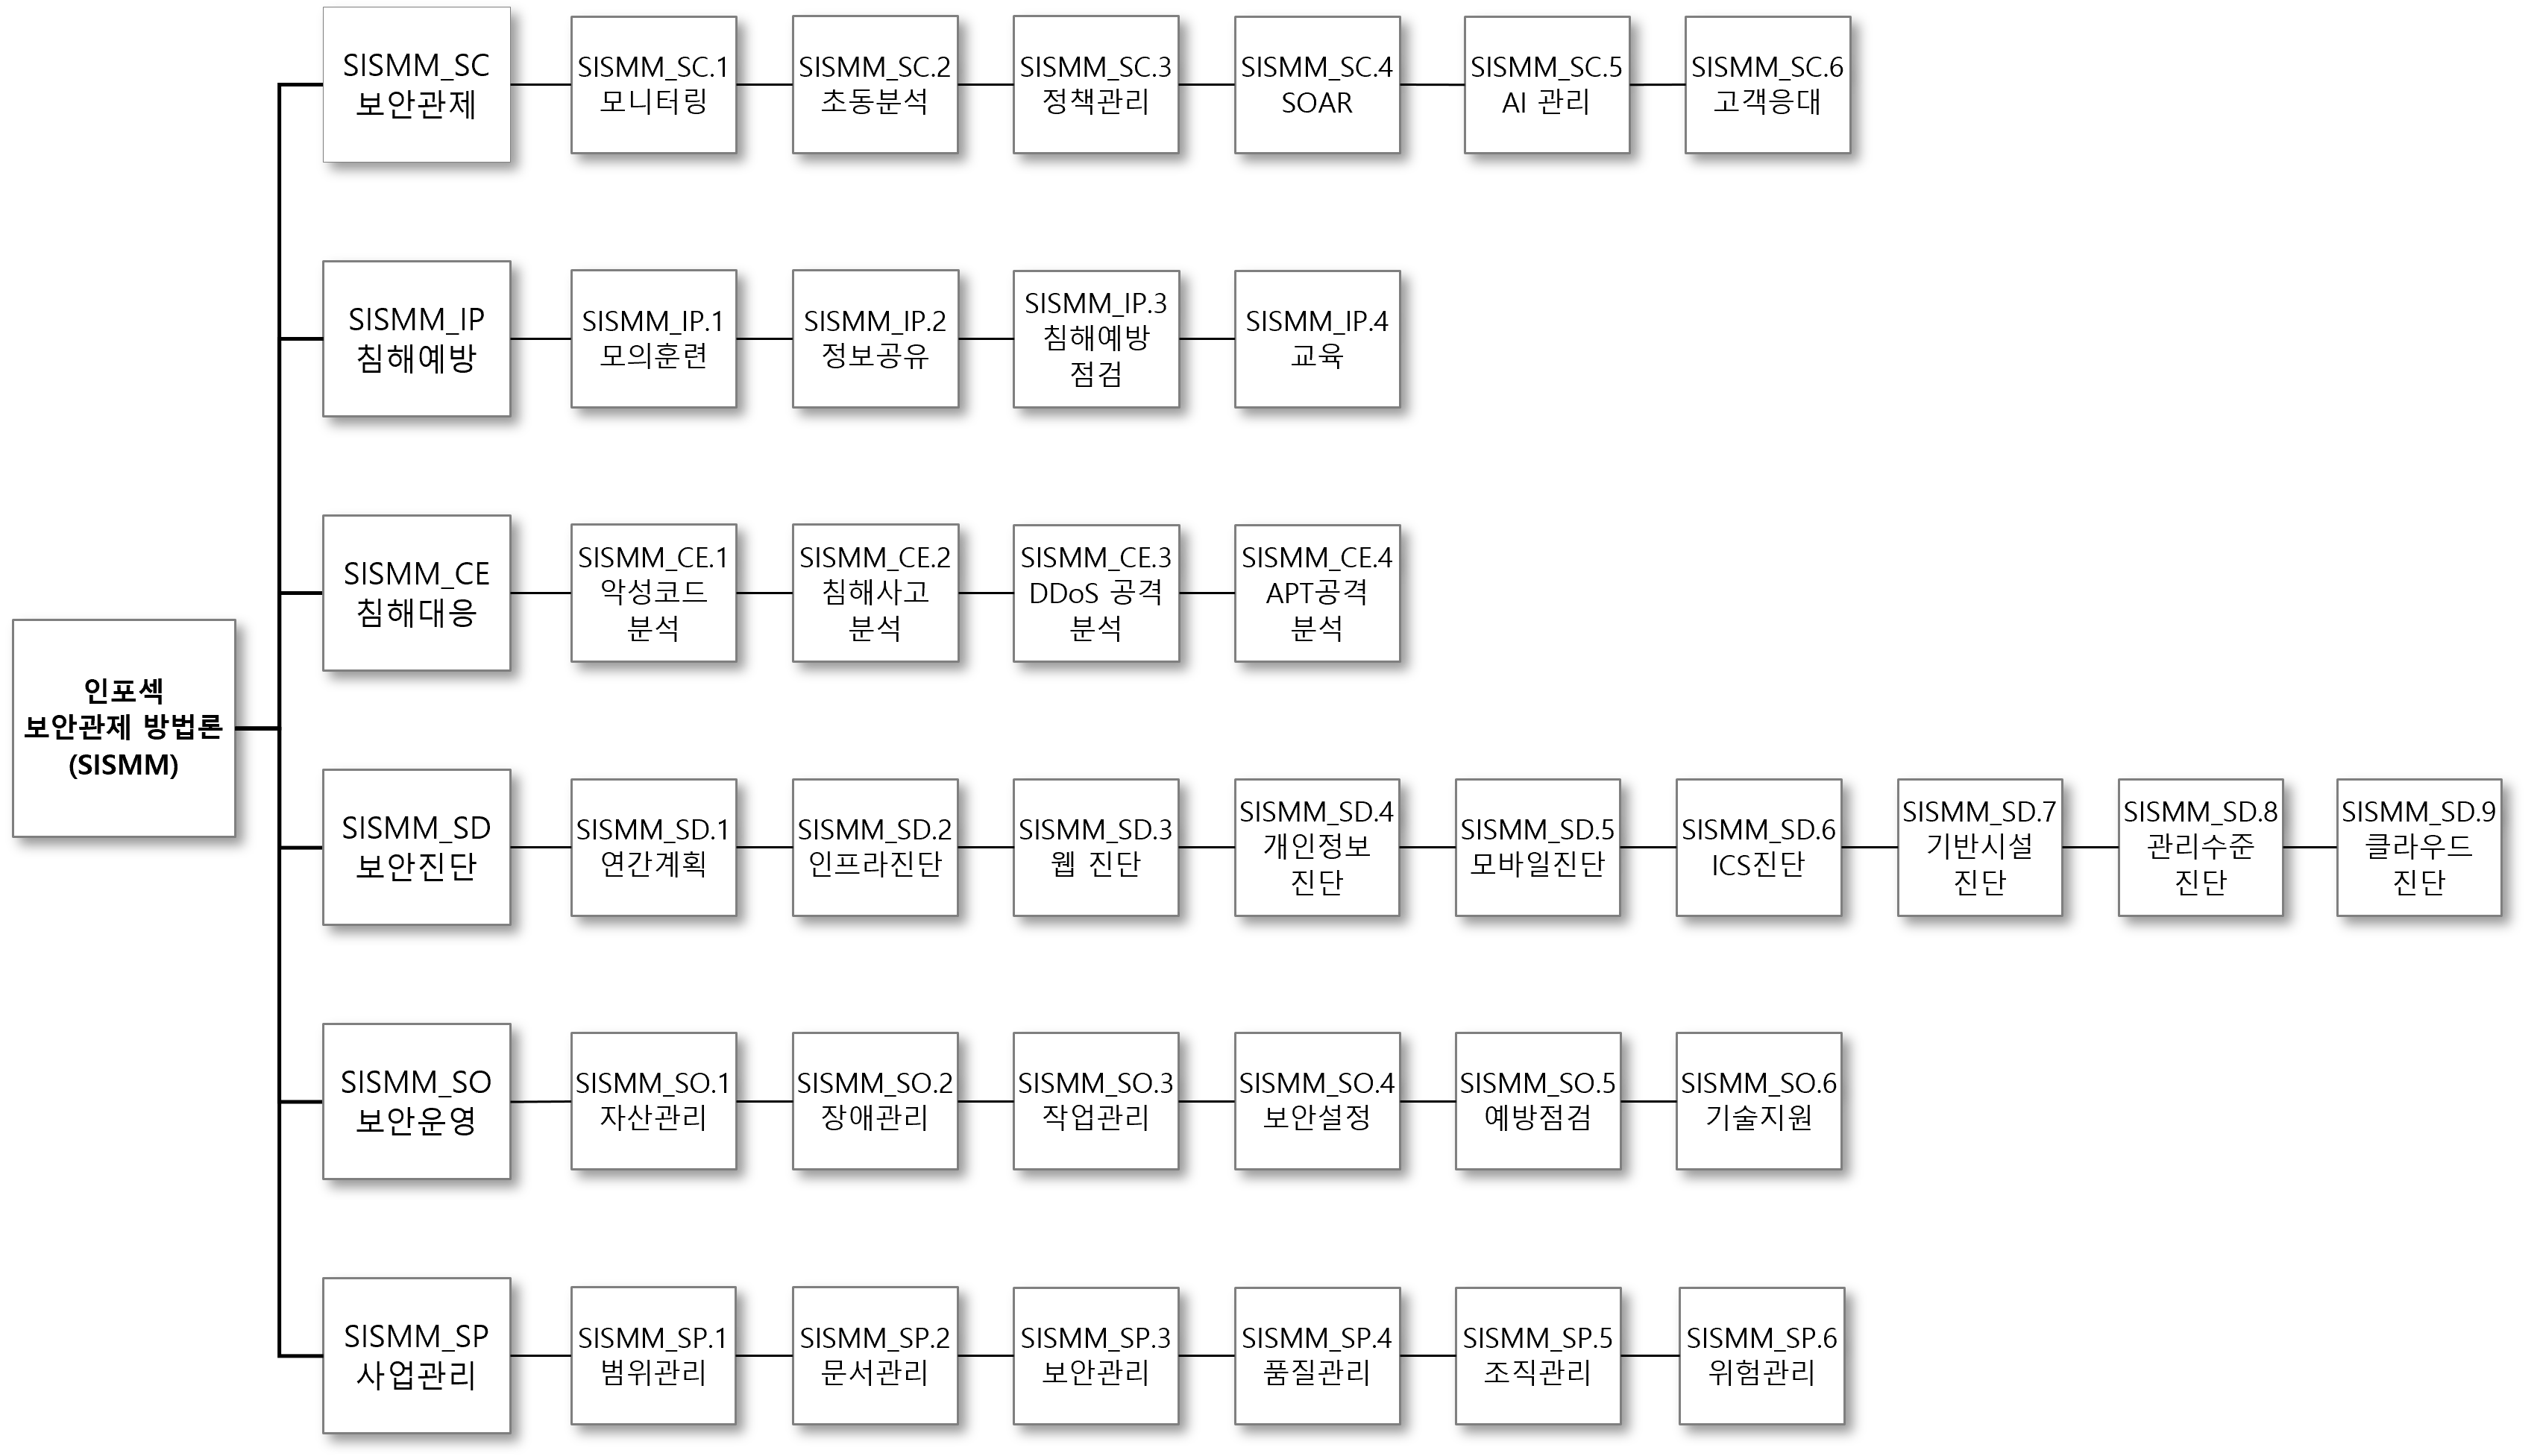 인포섹
보안관제 방법론
(SISMM)
SISMM_SC
보안관제
SISMM_SC.1
모니터링
SISMM_SC.2
초동분석
SISMM_SC.3
정책관리
SISMM_SC.4
SOAR
SISMM_SC.5
AI 관리
SISMM_SC.6
고객응대
SISMM_IP
침해예방
SISMM_IP.1
모의훈련
SISMM_IP.2
정보공유
SISMM_IP.3
침해예방
점검
SISMM_IP.4
교육
SISMM_CE
침해대응
SISMM_CE.1
악성코드
분석
SISMM_CE.2
침해사고
분석
SISMM_CE.3
DDoS 공격
분석
SISMM_CE.4
APT공격
분석
SISMM_SD
보안진단
SISMM_SD.1
연간계획
SISMM_SD.2
인프라진단
SISMM_SD.3
웹 진단
SISMM_SD.4
개인정보
진단
SISMM_SD.5
모바일진단
SISMM_SD.6
ICS진단
SISMM_SD.7
기반시설
진단
SISMM_SD.8
관리수준
진단
SISMM_SD.9
클라우드
진단
SISMM_SO
보안운영
SISMM_SO.1
자산관리
SISMM_SO.2
장애관리
SISMM_SO.3
작업관리
SISMM_SO.4
보안설정
SISMM_SO.5
예방점검
SISMM_SO.6
기술지원
SISMM_SP
사업관리
SISMM_SP.1
범위관리
SISMM_SP.2
문서관리
SISMM_SP.3
보안관리
SISMM_SP.4
품질관리
SISMM_SP.5
조직관리
SISMM_SP.6
위험관리